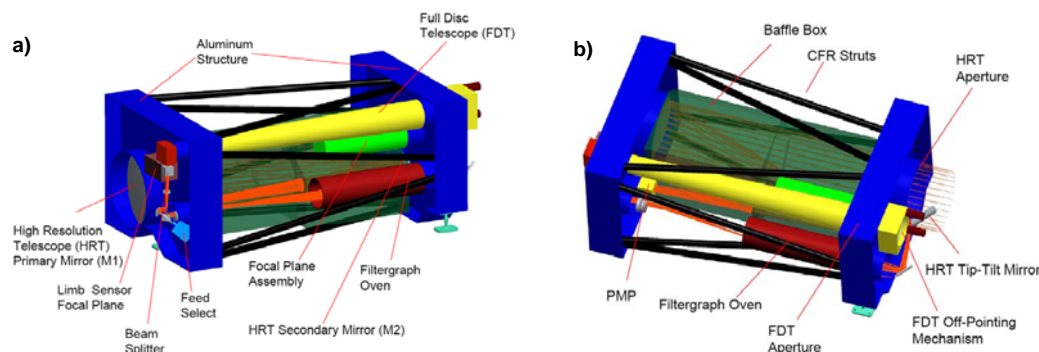 a)
Aluminum
Structure
Full Disc
Telescope (FDT)
High Resolution
Telescope (HRT)
Primary Mirror (M1)
Limb Sensor
Focal Plane
Beam
Splitter
Feed
Select
Focal Plane
Assembly
HRT Secondary Mirror (M2)
Filtergraph
Oven
b)
Baffle Box
CFR Struts
HRT
Aperture
PMP
Filtergraph Oven
FDT
Aperture
HRT Tip-Tilt Mirror
FDT Off-Pointing
Mechanism